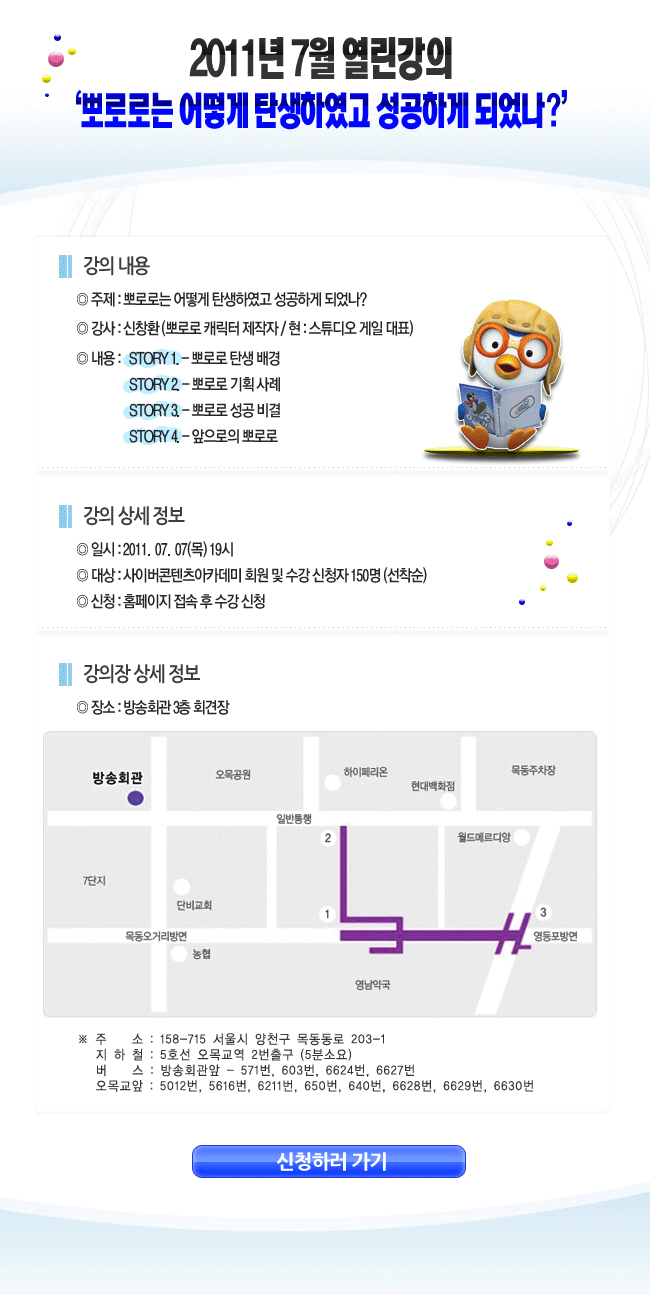 2011년 7월 열린강의
‘뽀로로는 어떻게 탄생하였고 성공하게 되었나?’
강의 내용
◎ 주제 : 뽀로로는 어떻게 탄생하였고 성공하게 되었나?
◎ 강사 : 신창환 (뽀로로 캐릭터 제작자 / 현 : 스튜디오 게일 대표)
◎ 내용 : STORY 1. - 뽀로로 탄생 배경
STORY 2. - 뽀로로 기획 사례
STORY 3. - 뽀로로 성공 비결
STORY 4. - 앞으로의 뽀로로
강의 상세 정보
◎ 일시 : 2011. 07. 07(목) 19시
◎ 대상 : 사이버콘텐츠아카데미 회원 및 수강 신청자 150명 (선착순)
◎ 신청 : 홈페이지 접속 후 수강 신청
강의장 상세 정보
◎ 장소 : 방송회관 3층 회견장
방송회관
오목공원
하이페리온
현대백화점
목동주차장
일반통행
2
월드메르디앙
7단지
단비교회
1
3
목동오거리방면
영등포방면
농협
영남약국
※ 주 소 : 158-715 서울시 양천구 목동동로 203-1
지 하 철 : 5호선 오목교역 2번출구 (5분소요)
버 스 : 방송회관앞 - 571번, 603번, 6624번, 6627번
오목교앞 : 5012번, 5616번, 6211번, 650번, 640번, 6628번, 6629번, 6630번
신청하러 가기